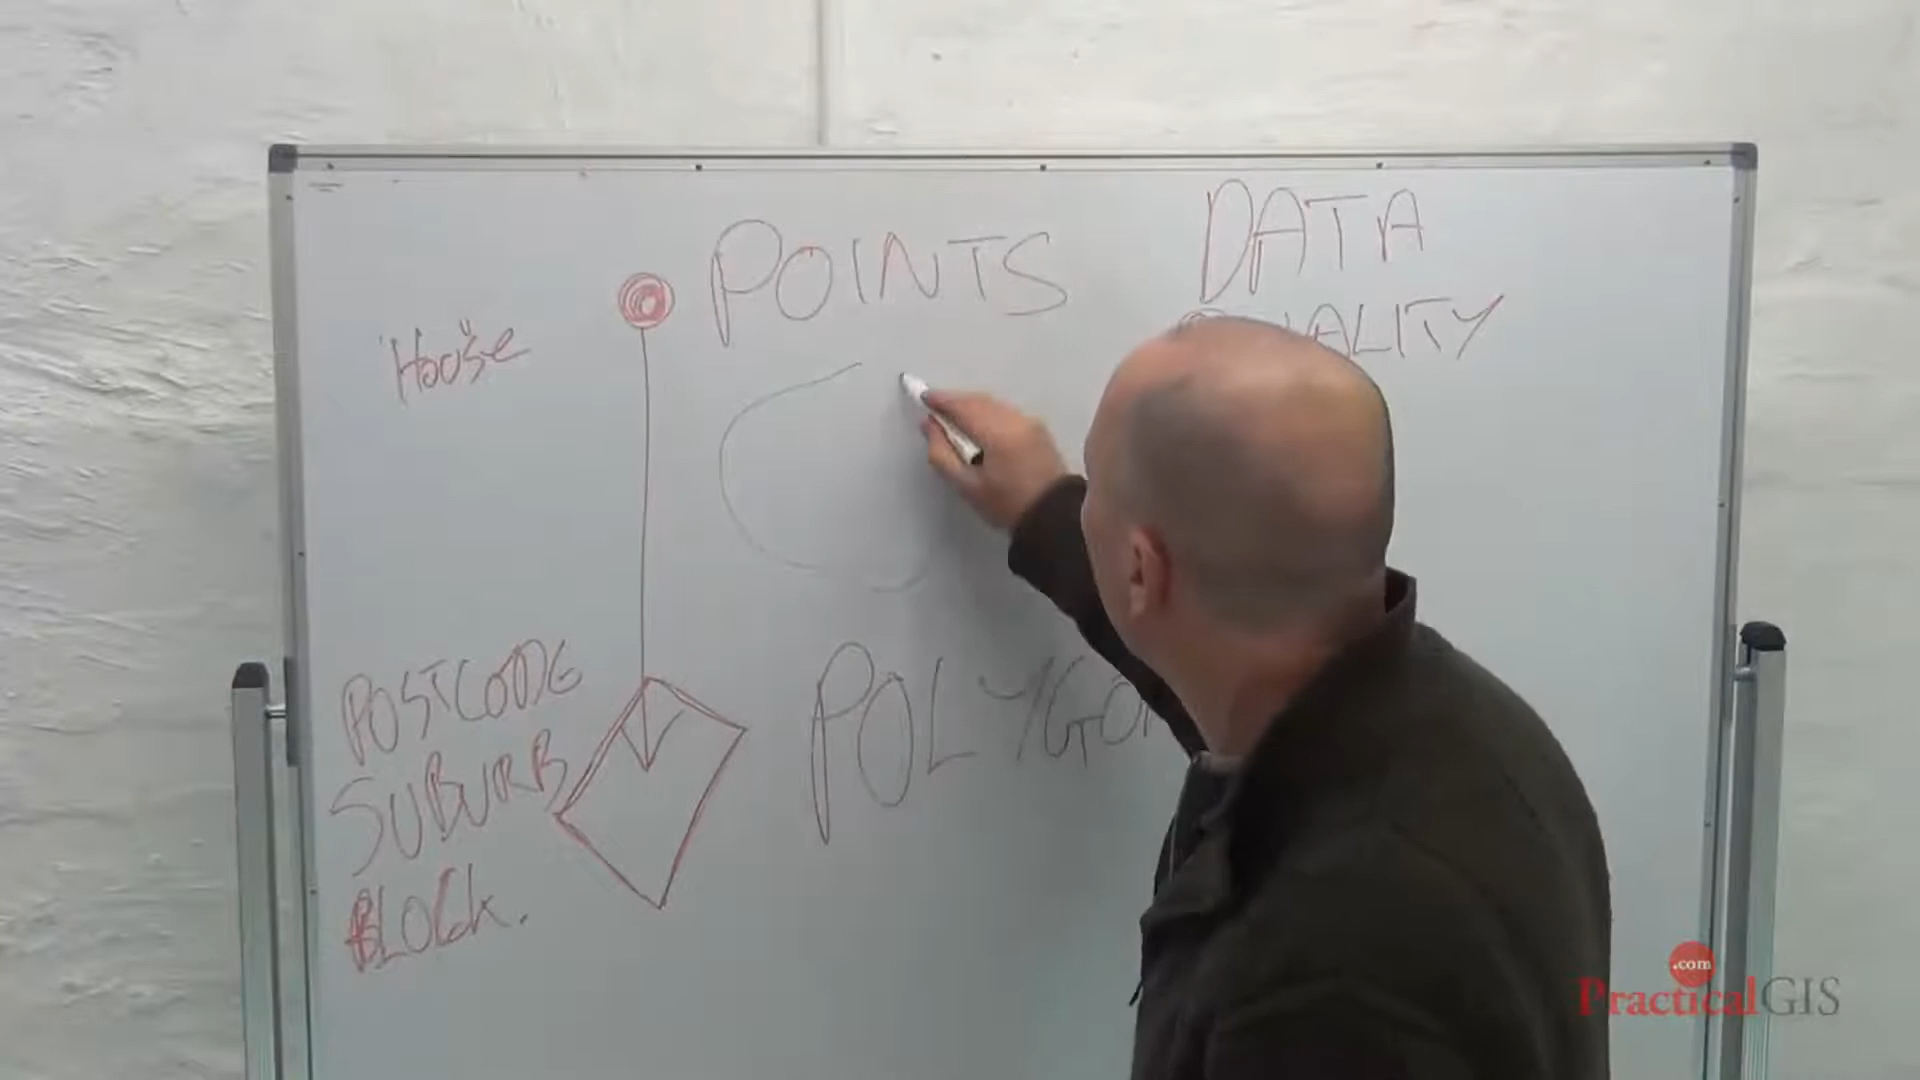 POINTS
DATA
QUALITY
"House"
POLYGON
POSTCODE
SUBURB
BLOCK.
.com
PracticalGIS